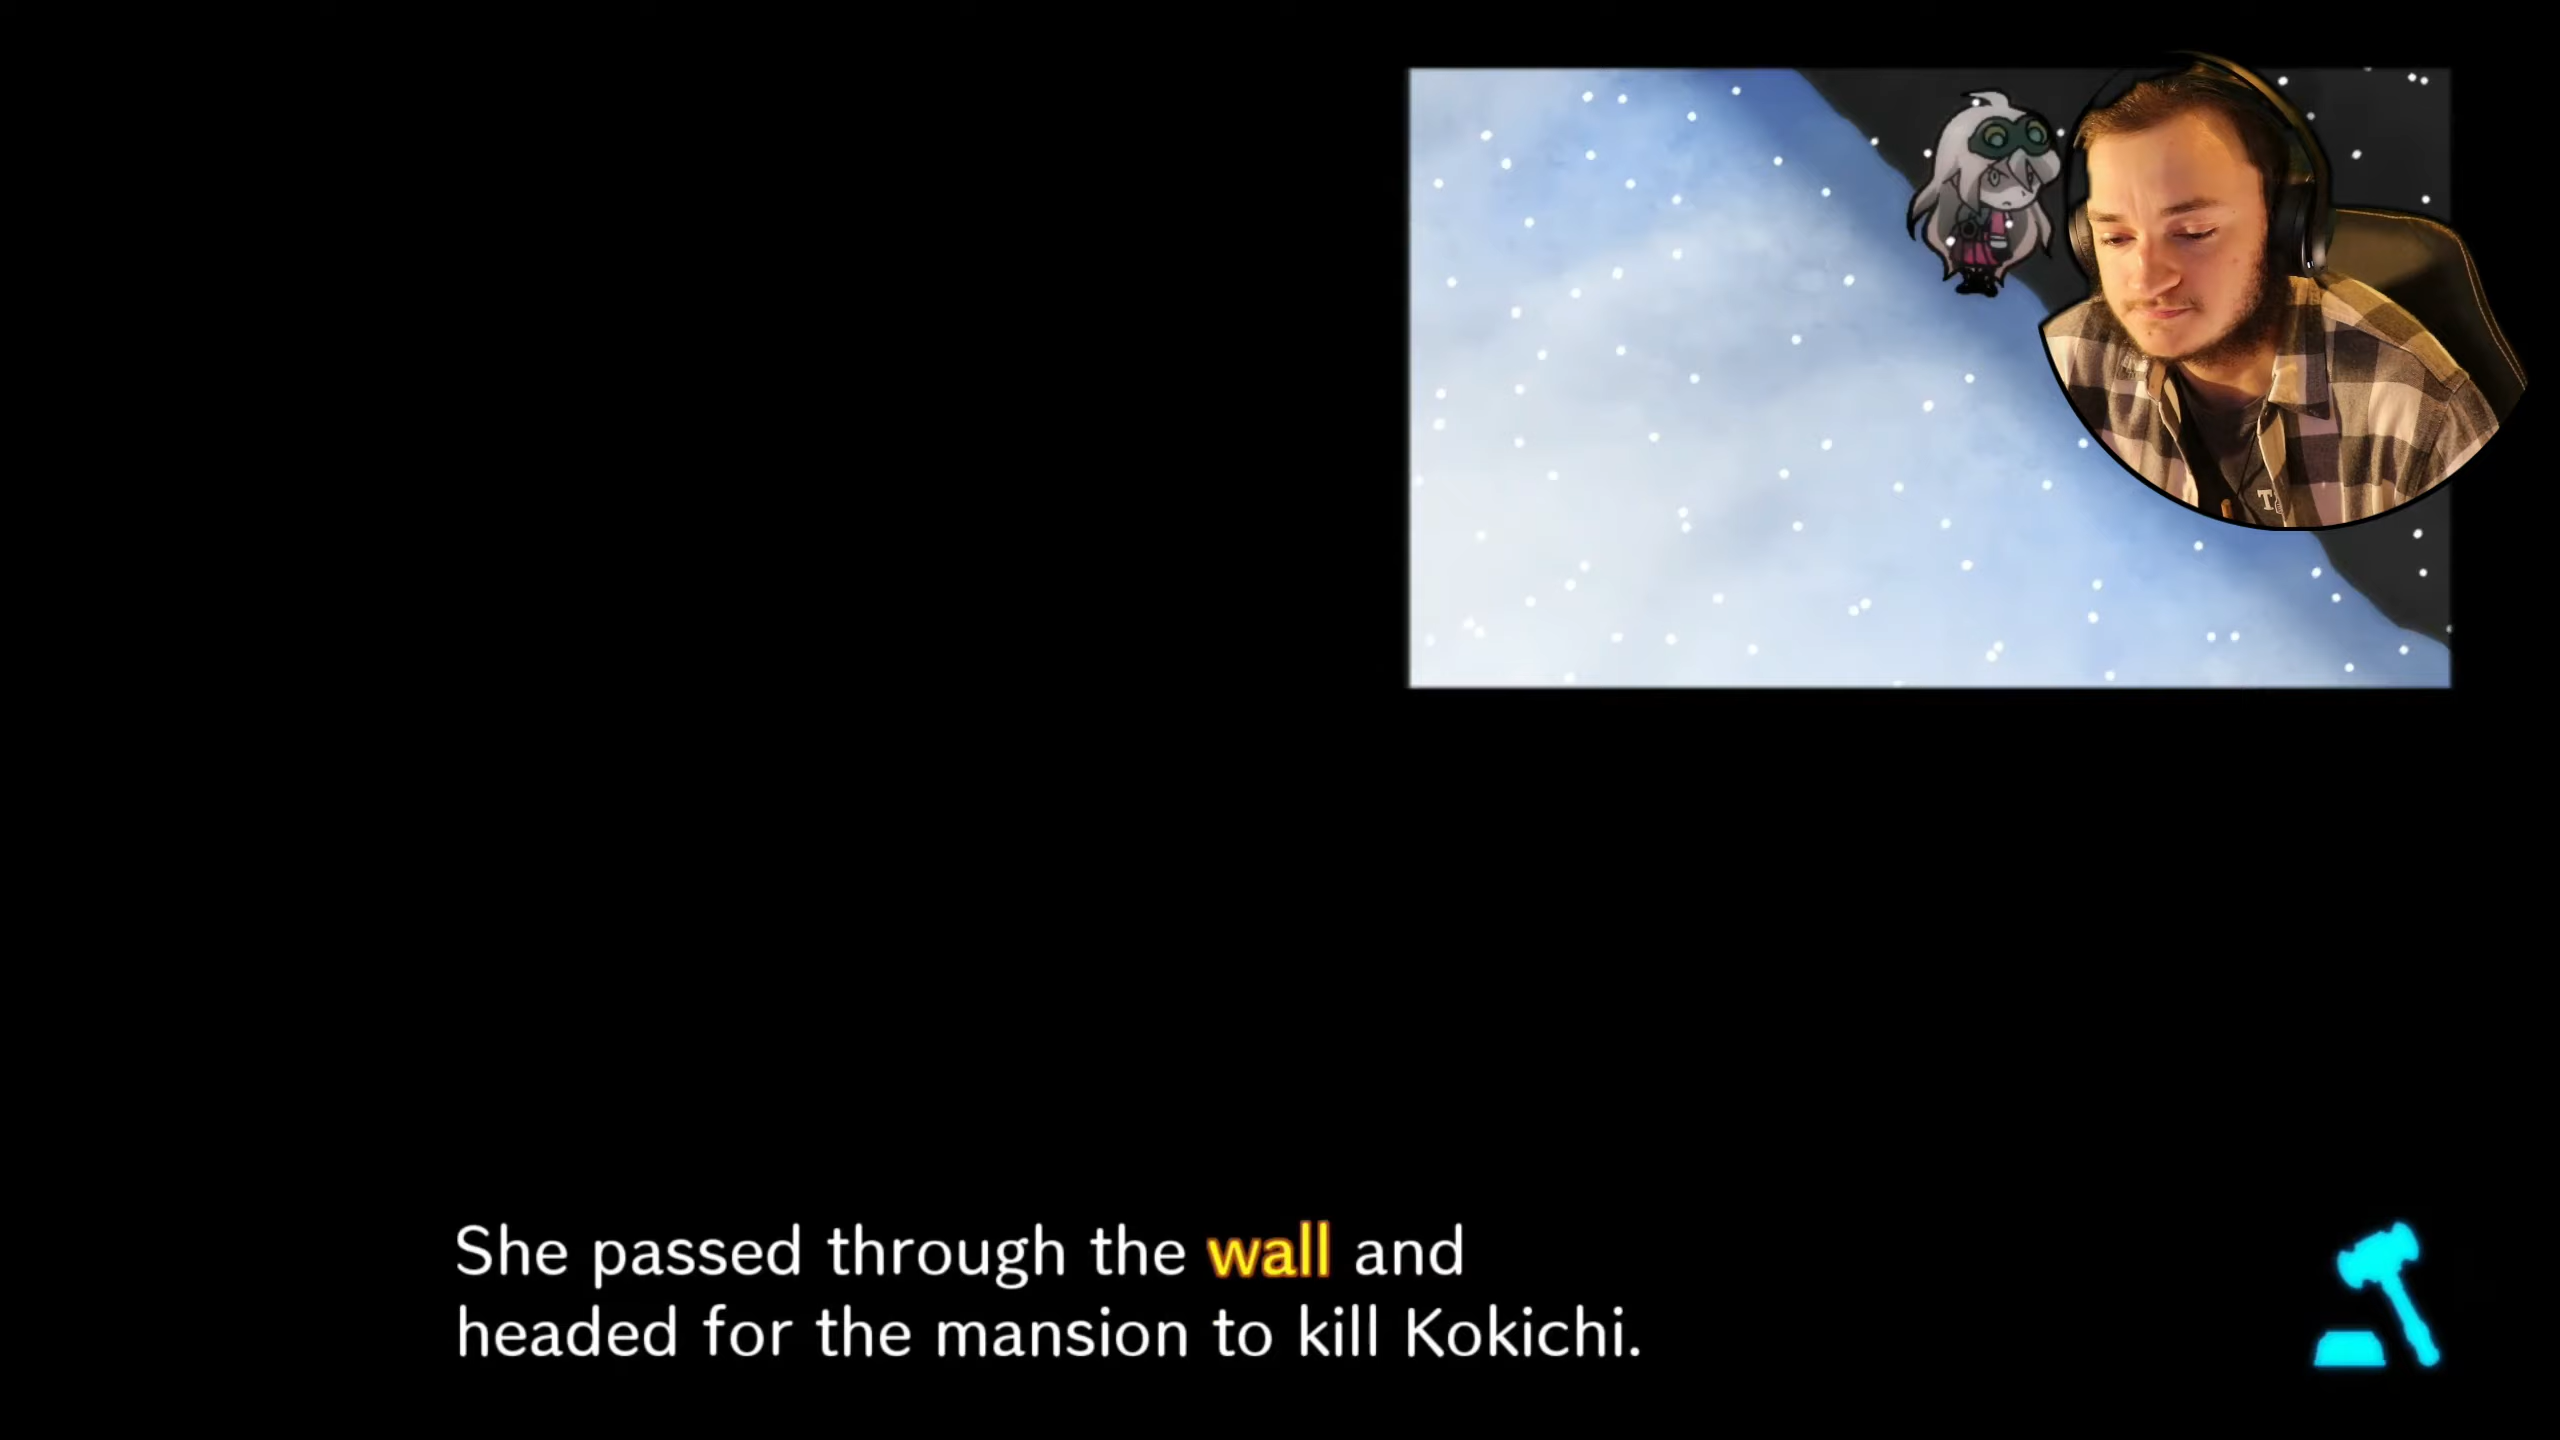 She passed through the wall and
headed for the mansion to kill Kokichi.